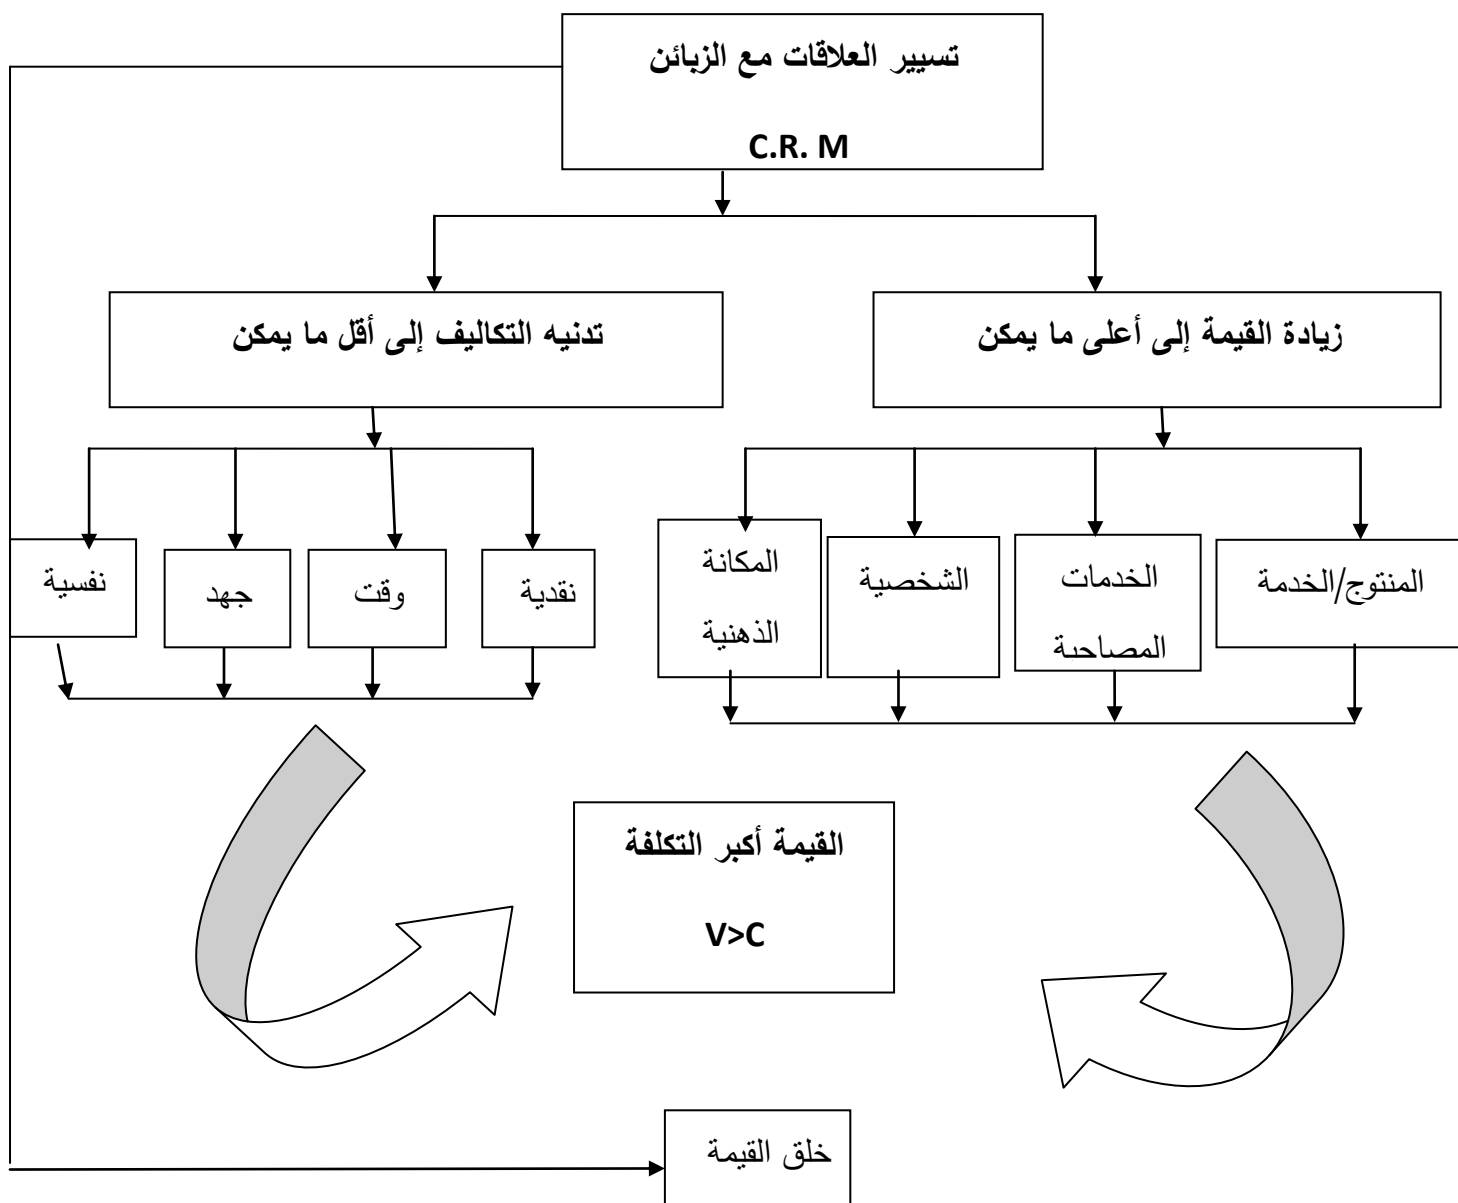 تسيير العلاقات مع الزبائن
C.R. M
زيادة القيمة إلى أعلى ما يمكن
تدنيه التكاليف إلى أقل ما يمكن
المنتوج/الخدمة
الخدمات
المصاحبة
الشخصية
المكانة
الذهنية
نقدية
وقت
جهد
نفسية
القيمة أكبر التكلفة
V>C
خلق القيمة